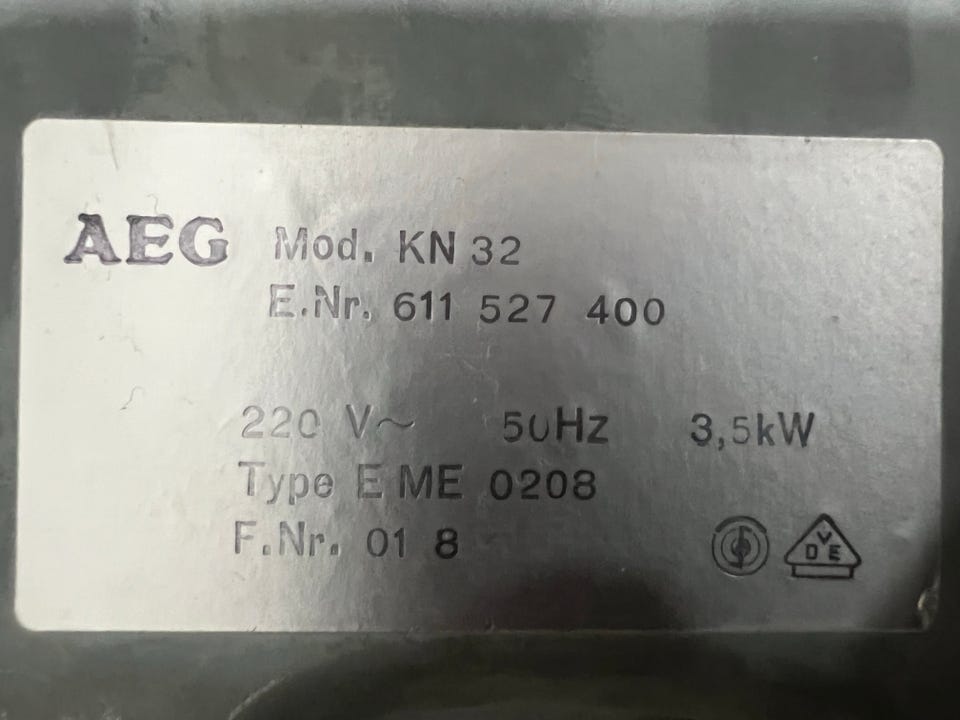 AEG Mod. KN 32
E.Nr. 611 527 400
220 V~ 50Hz 3,5kW
Type E ME 0208
F.Nr. 01 8
VDE